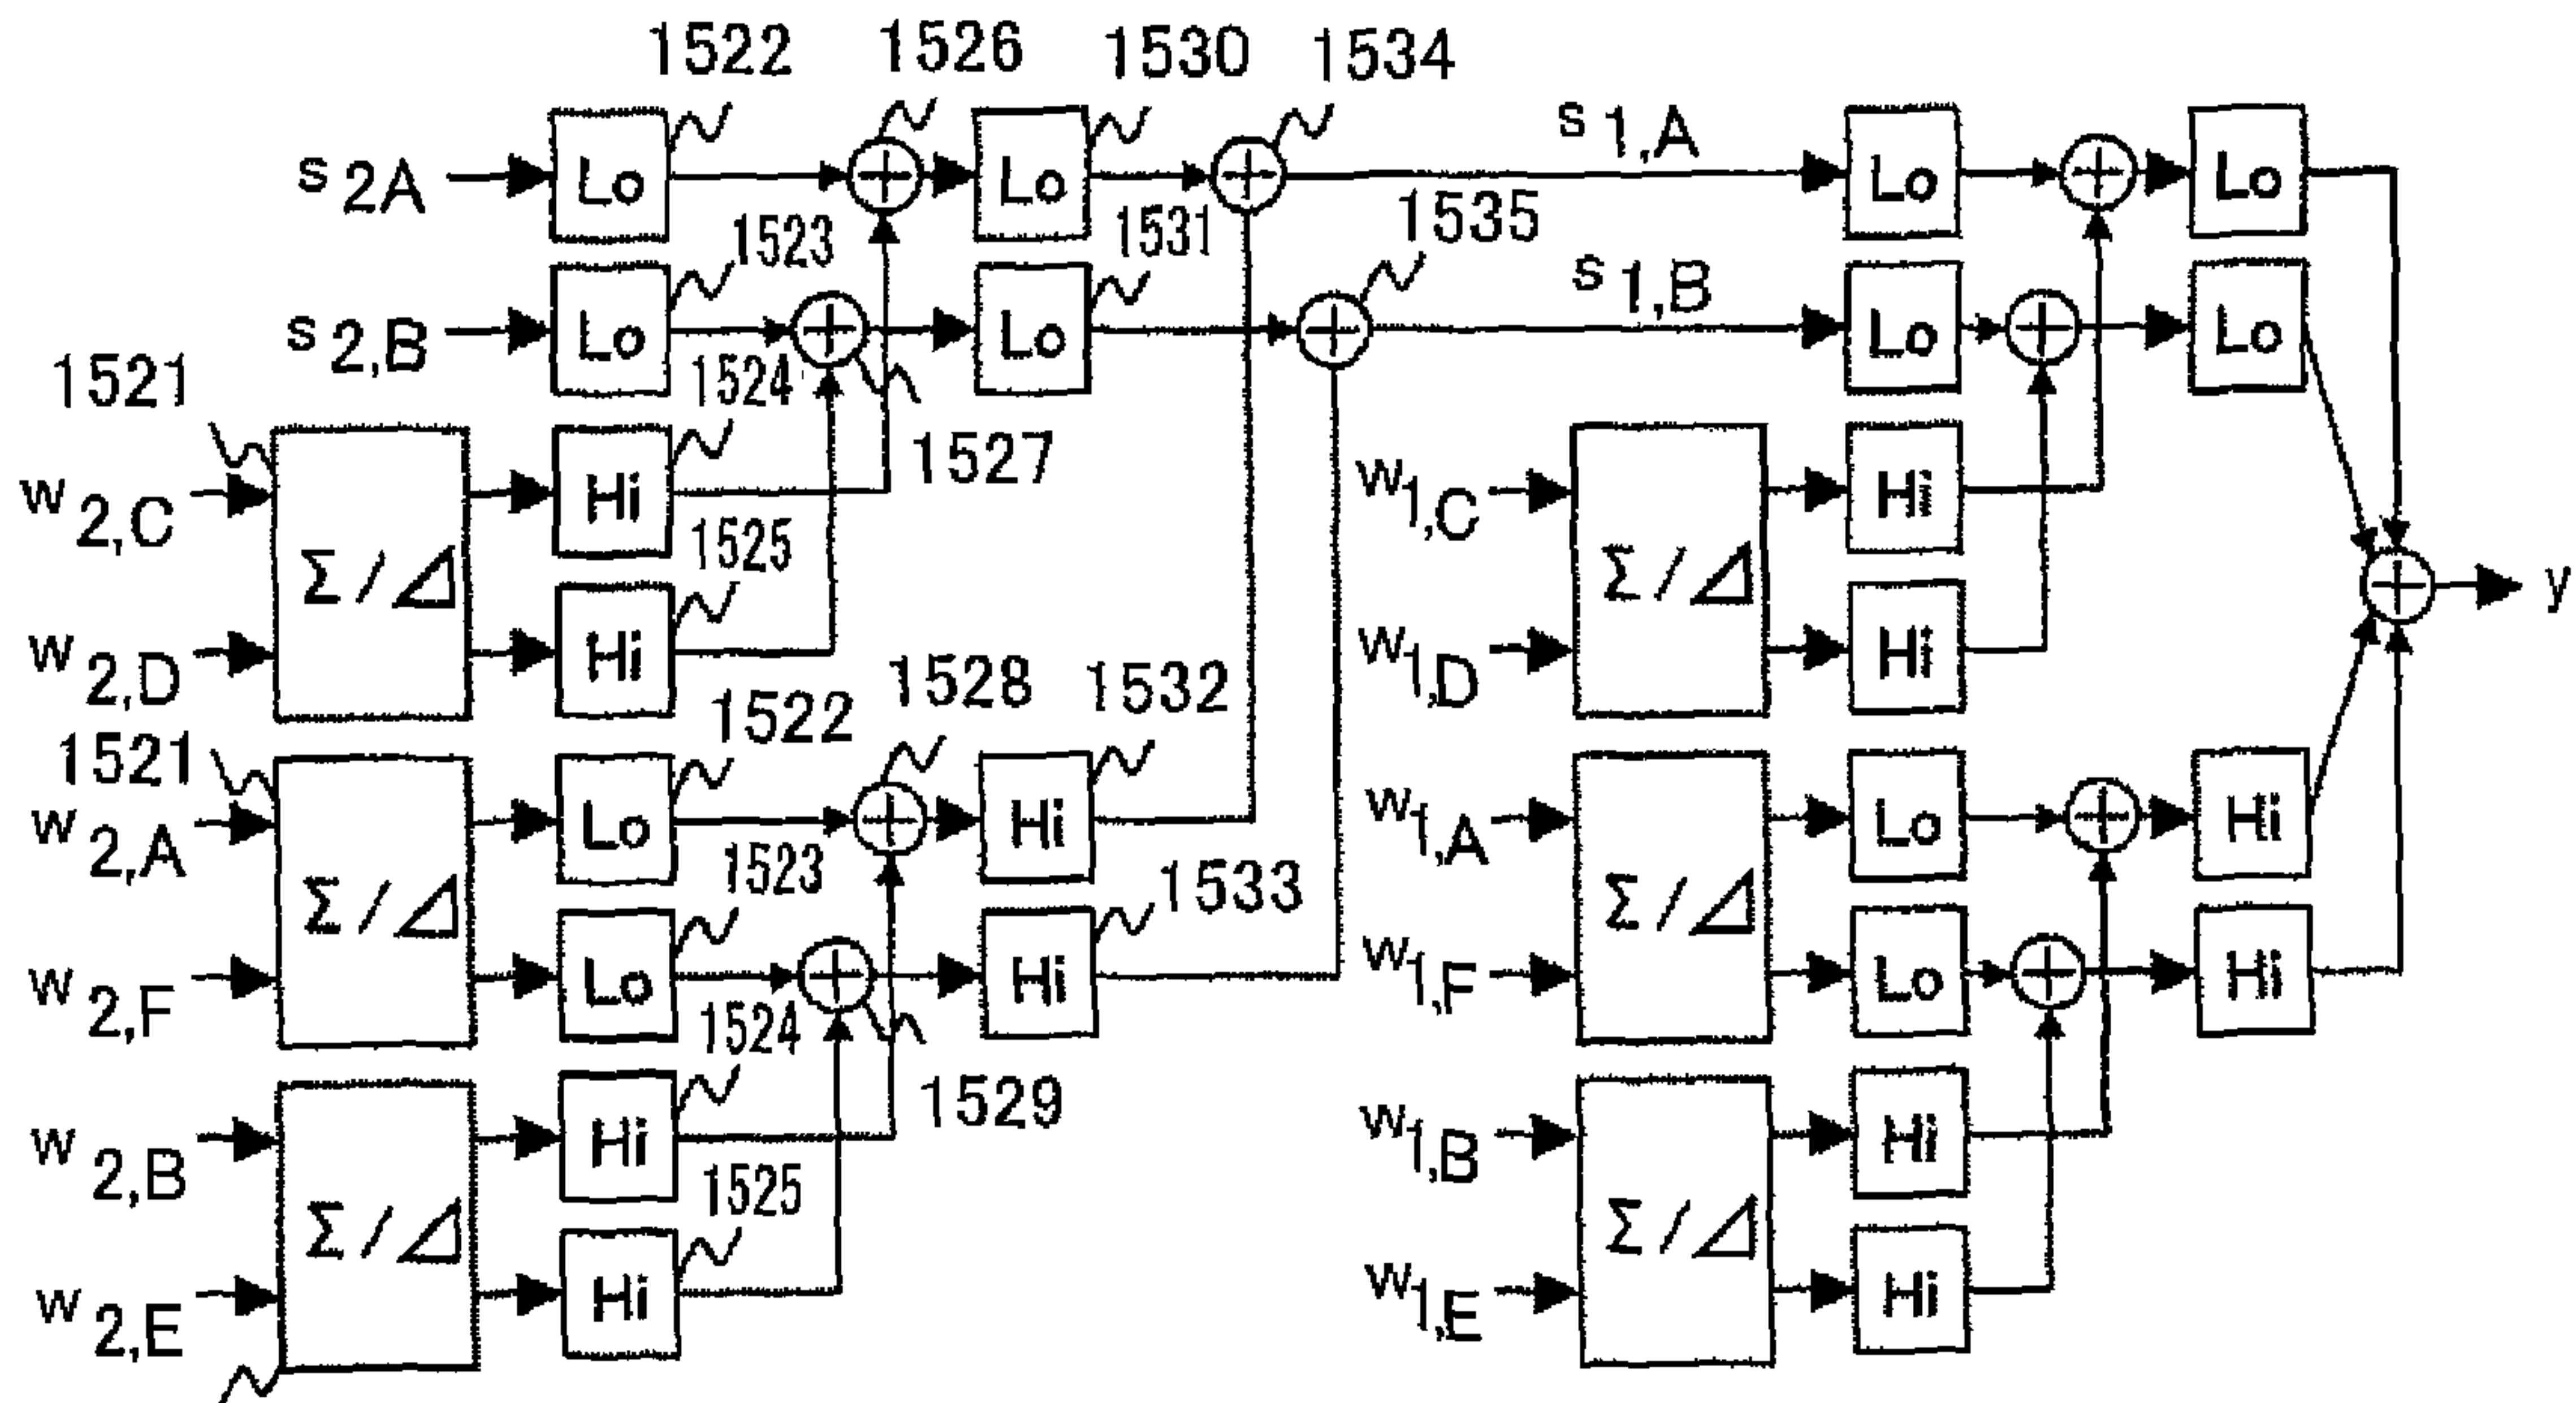 1522 1526 1530 1534
s 2A Lo Lo s 1,A Lo Lo
1523 1531 1535
s 2,B Lo Lo s 1,B Lo Lo
1521 1524
1527
w 2,C Hi w 1,C Hi
1525
Σ/⊿ Σ/⊿
w 2,D Hi w 1,D Hi
y
1528 1532
1522
1521
w 2,A Lo Hi w 1,A Lo Hi
1523 1533
Σ/⊿ Σ/⊿
w 2,F Lo Hi w 1,F Lo Hi
1524
1529
w 2,B Hi w 1,B Hi
1525
Σ/⊿ Σ/⊿
w 2,E Hi w 1,E Hi